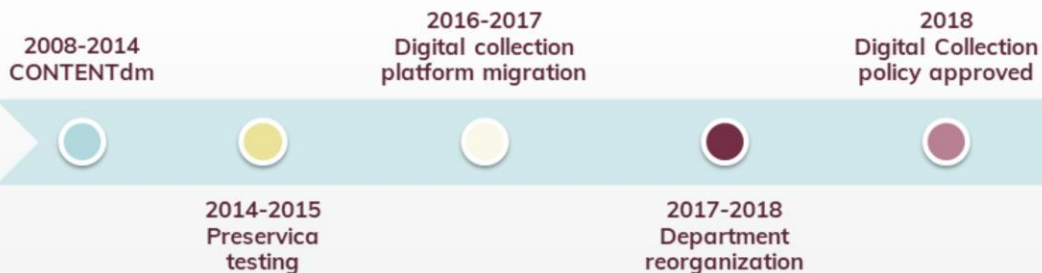 2008-2014
CONTENTdm
2014-2015
Preservica
testing
2016-2017
Digital collection
platform migration
2017-2018
Department
reorganization
2018
Digital Collection
policy approved